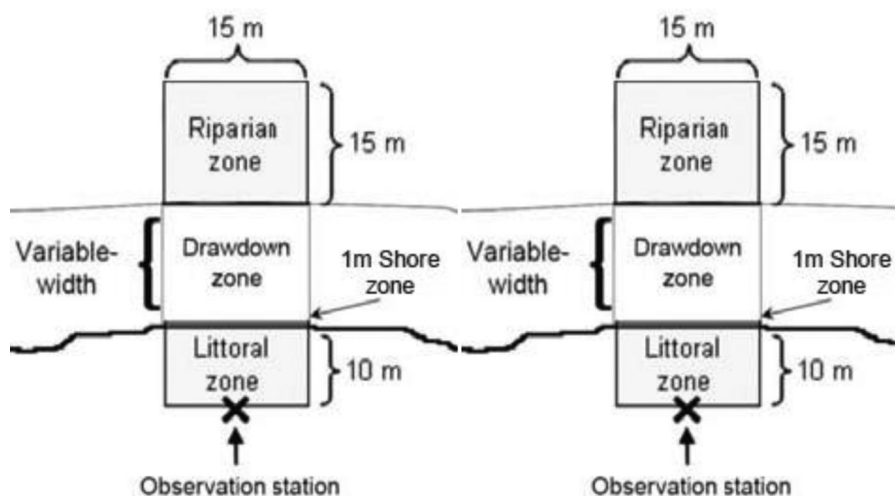 15 m
Riparian
zone
15 m
Variable-
width
Drawdown
zone
1m Shore
zone
Littoral
zone
10 m
Observation station
15 m
Riparian
zone
15 m
Variable-
width
Drawdown
zone
1m Shore
zone
Littoral
zone
10 m
Observation station